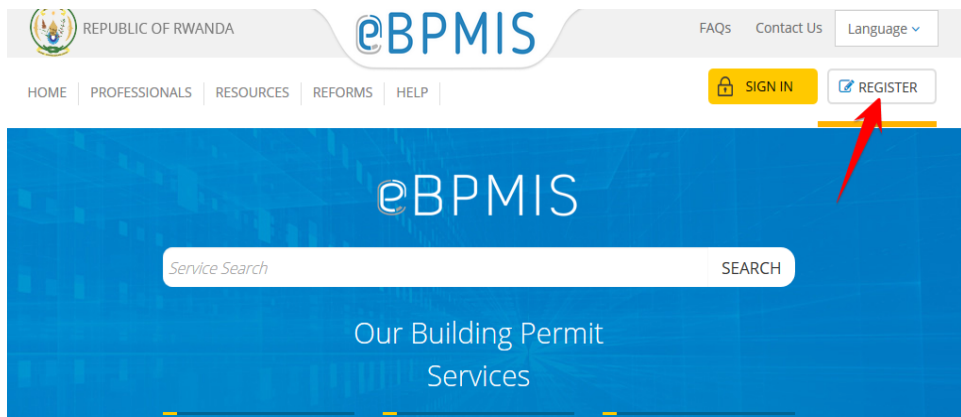 REPUBLIC OF RWANDA
eBPMIS
FAQs Contact Us Language
HOME PROFESSIONALS RESOURCES REFORMS HELP
SIGN IN REGISTER
eBPMIS
Service Search SEARCH
Our Building Permit
Services